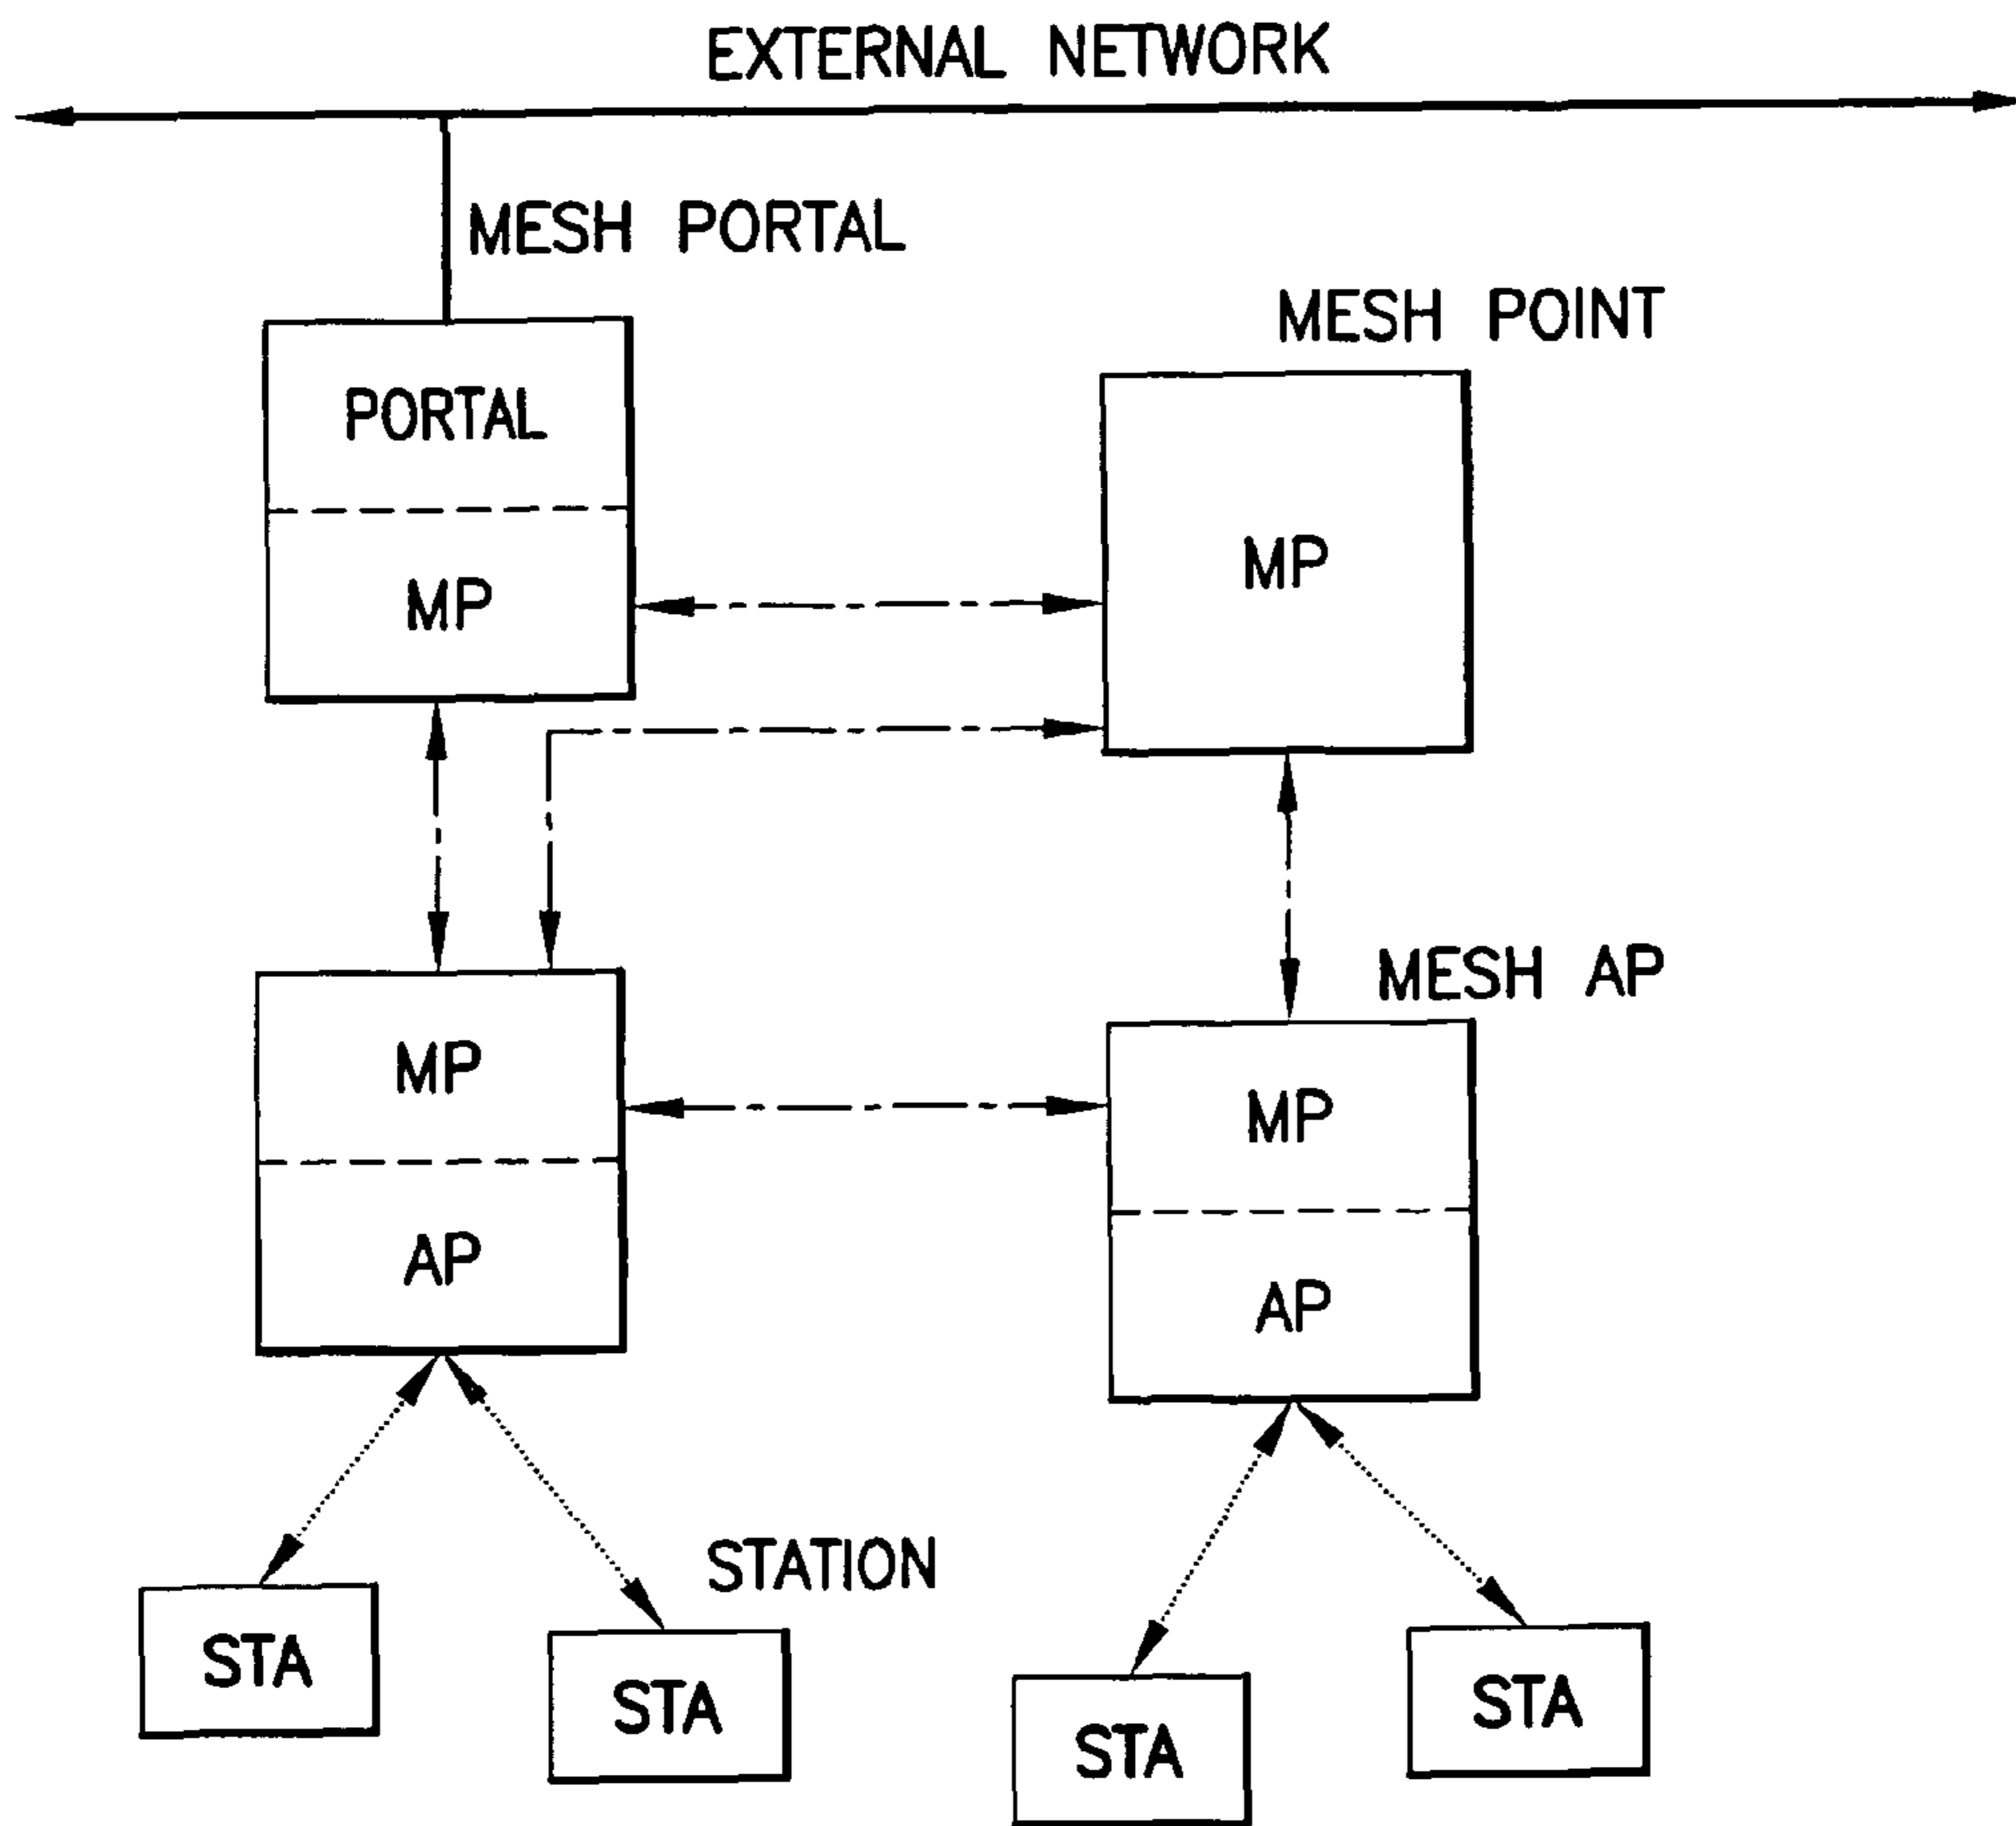 EXTERNAL NETWORK
MESH PORTAL
MESH POINT
PORTAL
MP
MP
MESH AP
MP
MP
AP
AP
STATION
STA
STA
STA
STA